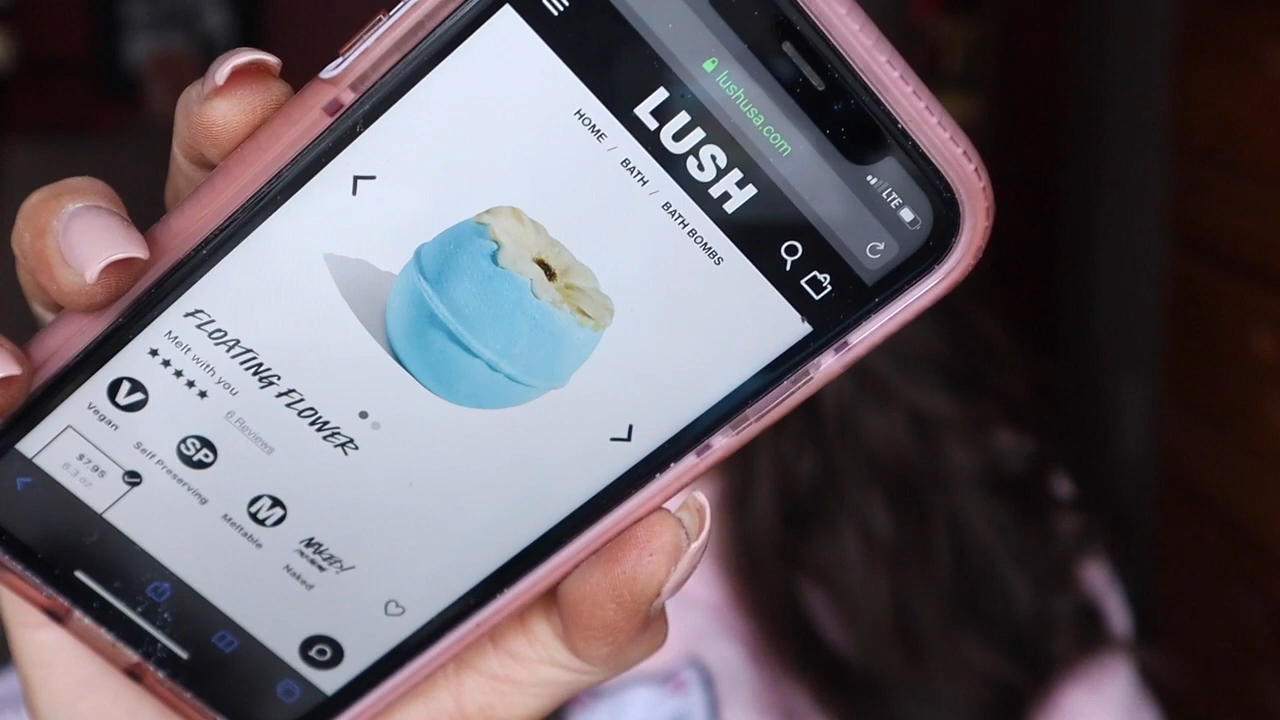 LTE
lushusa.com
LUSH
HOME / BATH / BATH BOMBS
FLOATING FLOWER
Melt with you
6 Reviews
V
Vegan
SP
Self Preserving
M
Meltable
NAKED!
Naked
$7.95
6.3 oz